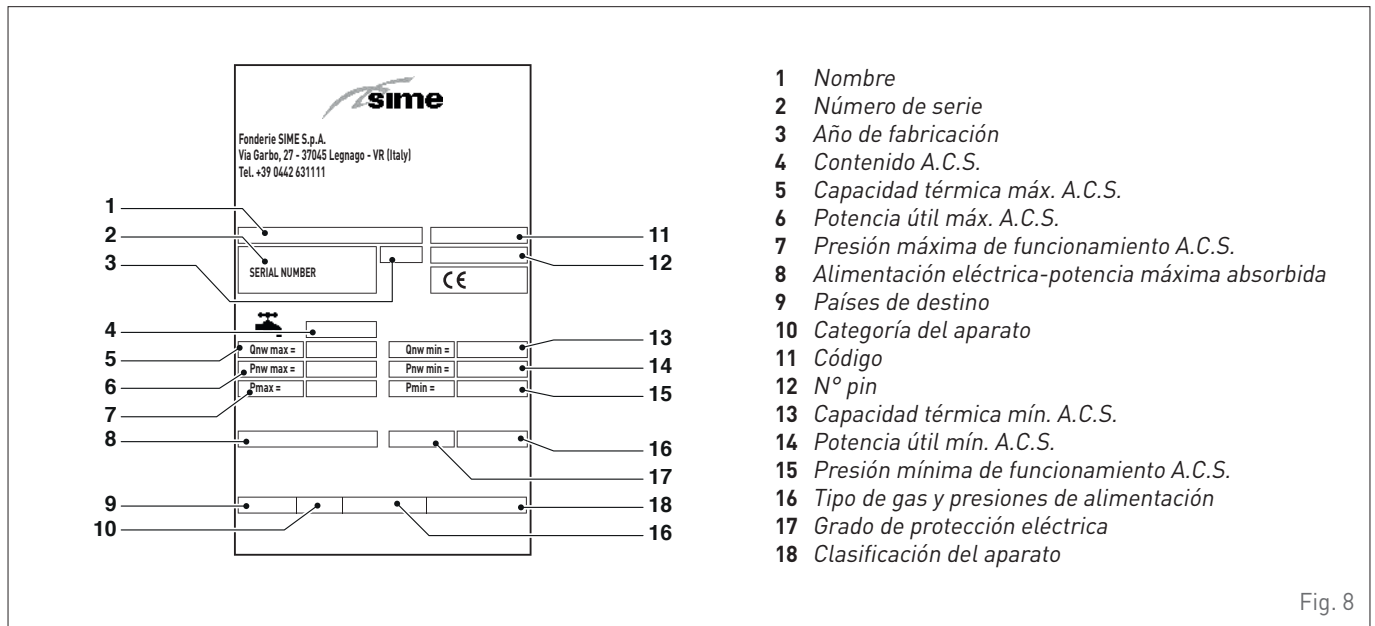 sime
Fonderie SIME S.p.A.
Via Garbo, 27 - 37045 Legnago - VR (Italy)
Tel. +39 0442 631111
1
2
3
11
12
SERIAL NUMBER
CE
4
5
6
7
8
13
14
15
Qnw max =
Qnw min =
Pnw max =
Pnw min =
Pmax =
Pmin =
16
17
9
10
18
16
1 Nombre
2 Número de serie
3 Año de fabricación
4 Contenido A.C.S.
5 Capacidad térmica máx. A.C.S.
6 Potencia útil máx. A.C.S.
7 Presión máxima de funcionamiento A.C.S.
8 Alimentación eléctrica-potencia máxima absorbida
9 Países de destino
10 Categoría del aparato
11 Código
12 N° pin
13 Capacidad térmica mín. A.C.S.
14 Potencia útil mín. A.C.S.
15 Presión mínima de funcionamiento A.C.S.
16 Tipo de gas y presiones de alimentación
17 Grado de protección eléctrica
18 Clasificación del aparato
Fig. 8